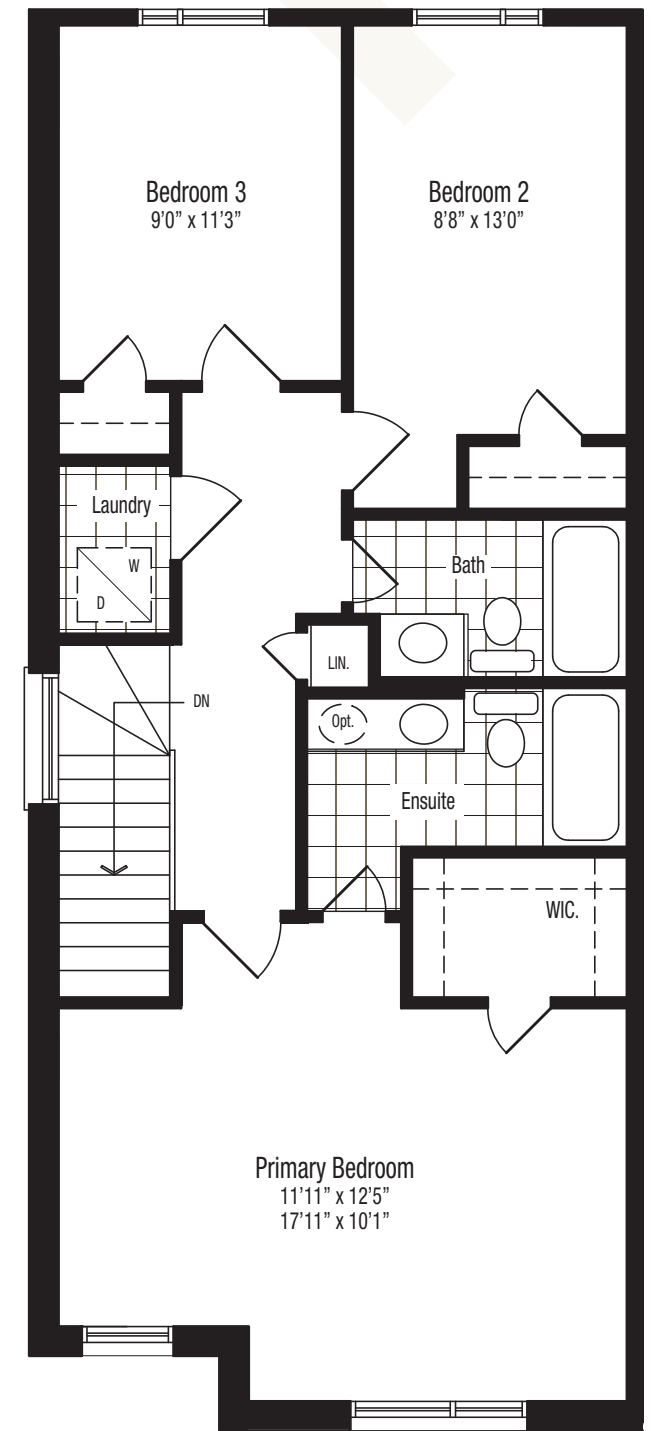 Bedroom 3
9’0” x 11’3”
Bedroom 2
8’8” x 13’0”
Laundry
W
D
Bath
LIN.
DN
Opt.
Ensuite
WIC.
Primary Bedroom
11’11” x 12’5”
17’11” x 10’1”